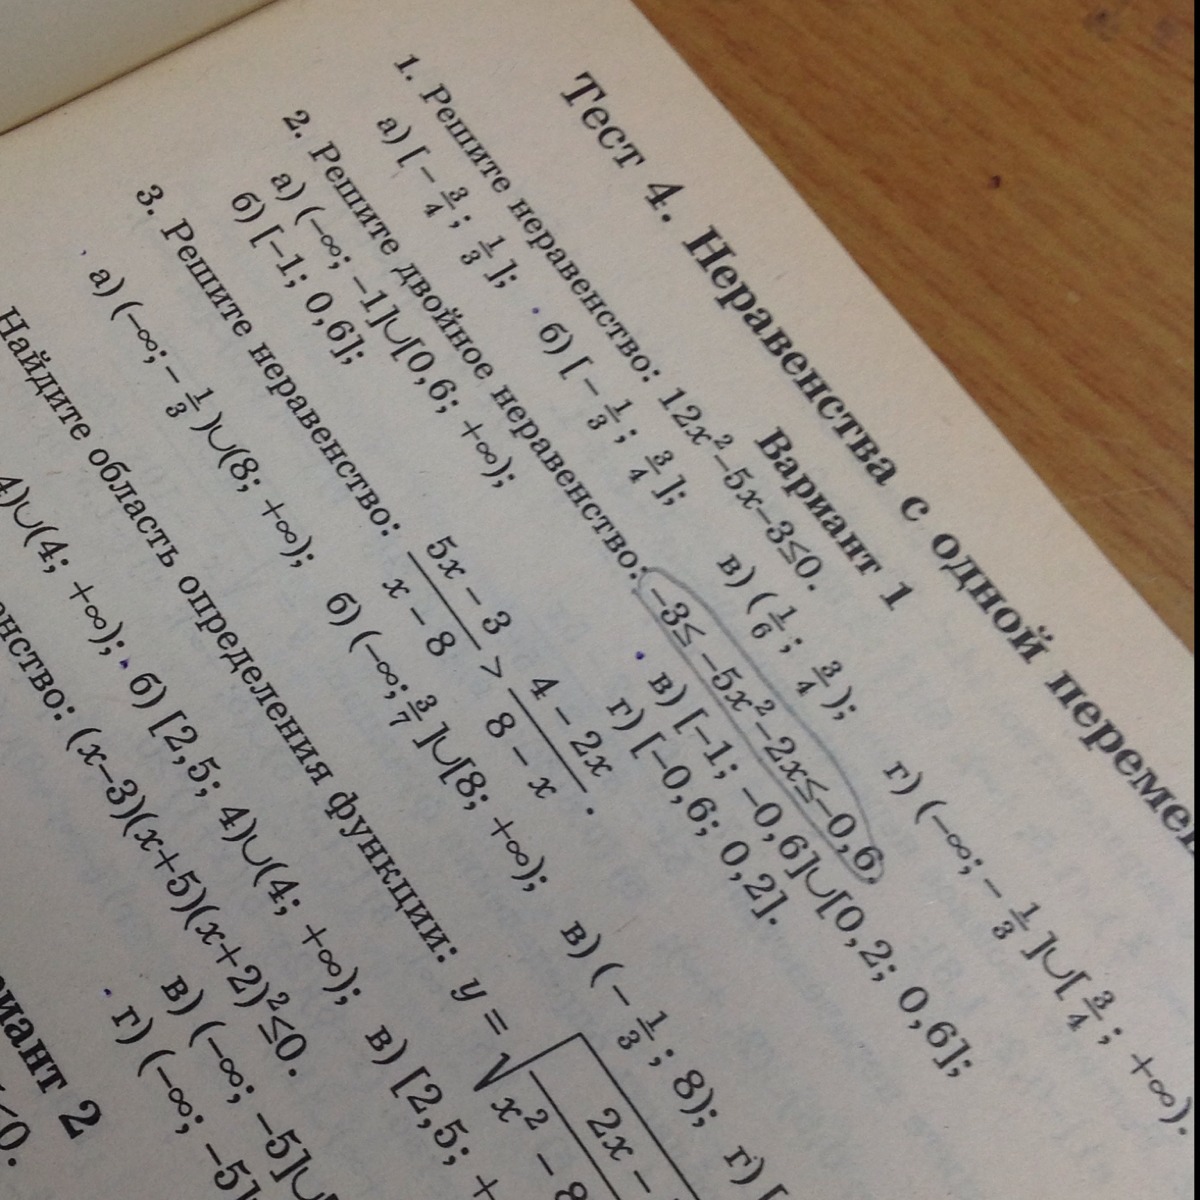 Тест 4. Неравенства с одной
Вариант 1
1. Решите неравенство: 12x²−5x−3≤0.
а) [−3/4; 1/3]; б) [−1/3; 3/4]; в) (1/6; 3/4); г) (−∞; −1/3]∪[3/4; +∞).
2. Решите двойное неравенство: −3≤−5x²−2x≤−0,6.
а) (−∞; −1]∪[0,6; +∞); в) [−1; −0,6]∪[0,2; 0,6];
б) [−1; 0,6]; г) [−0,6; 0,2].
3. Решите неравенство: (5x − 3)/(x − 8) > (4 − 2x)/(8 − x).
а) (−∞; −1/3)∪(8; +∞); б) (−∞; 3/7]∪[8; +∞); в) (−1/3; 8); г)
Найдите область определения функции: y = √ 2x − x² − 8
4)∪(4; +∞); б) [2,5; 4)∪(4; +∞); в) [2,5; +
(x−3)(x+5)(x+2)²≤0.
в) (−∞; −5]∪
г) (−∞; −5]
2
≤0.